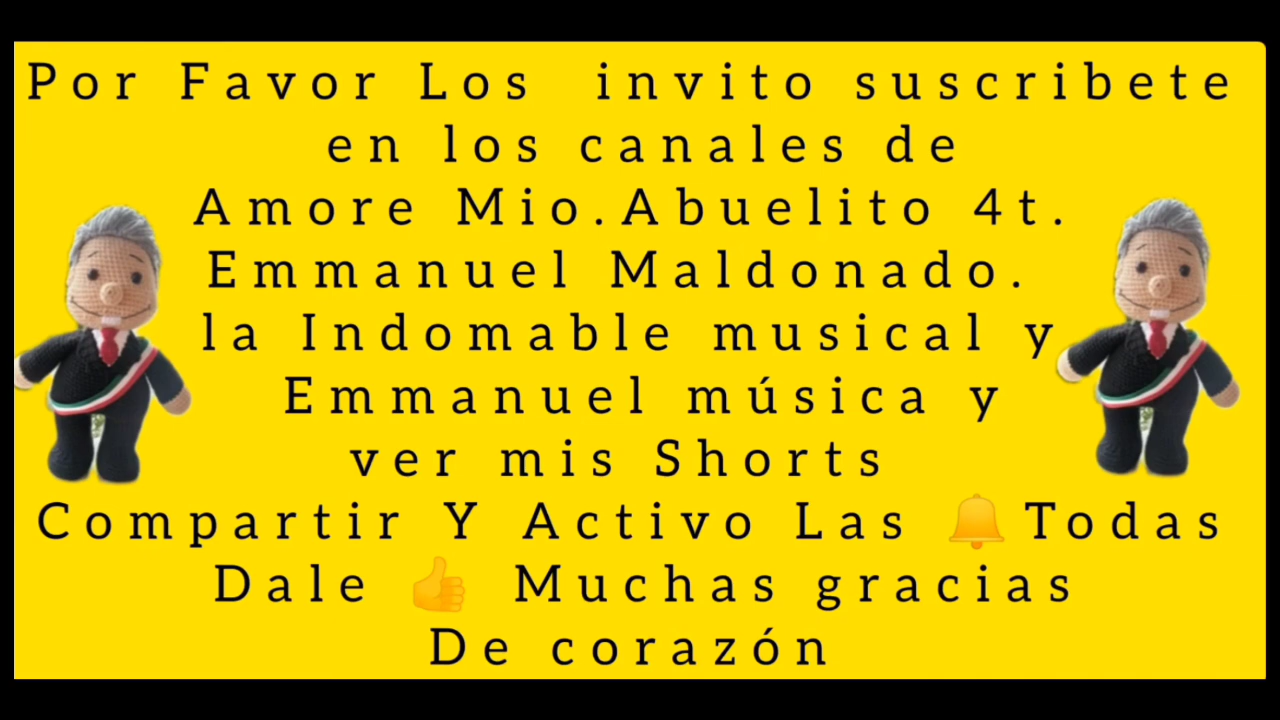 Por Favor Los invito suscribete
en los canales de
Amore Mio.Abuelito 4t.
Emmanuel Maldonado.
la Indomable musical y
Emmanuel música y
ver mis Shorts
Compartir Y Activo Las 🔔Todas
Dale 👍 Muchas gracias
De corazón